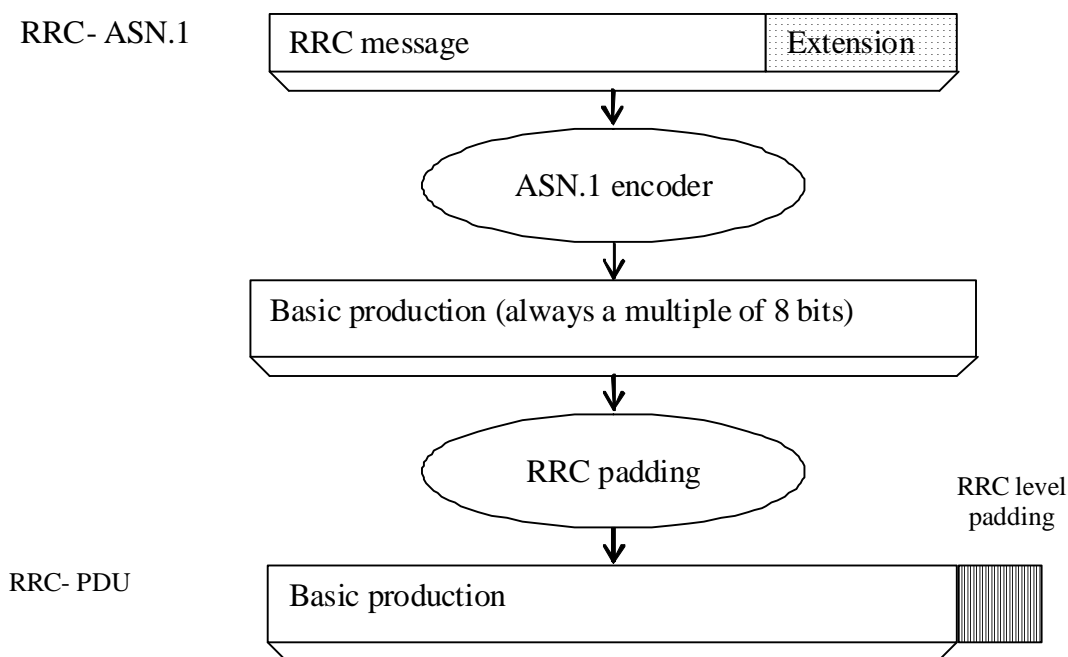 RRC- ASN.1
RRC message
Extension
ASN.1 encoder
Basic production (always a multiple of 8 bits)
RRC padding
RRC level
padding
RRC- PDU
Basic production